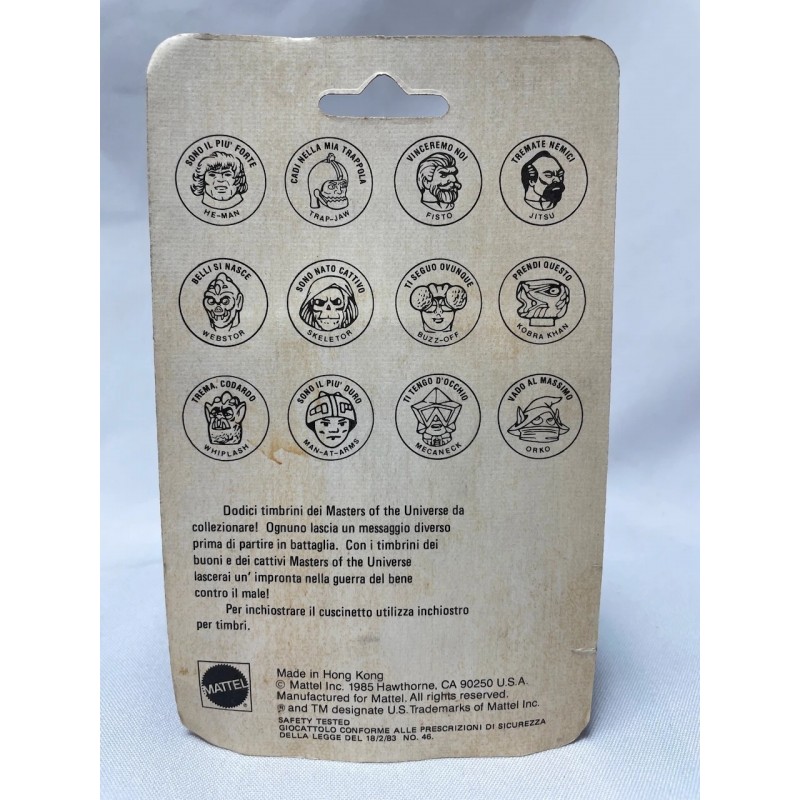 SONO IL PIU' FORTE
HE-MAN
CADI NELLA MIA TRAPPOLA
TRAP-JAW
VINCEREMO NOI
FISTO
TREMATE NEMICI
JITSU
BELLI SI NASCE
WEBSTOR
SONO NATO CATTIVO
SKELETOR
TI SEGUO OVUNQUE
BUZZ-OFF
PRENDI QUESTO
KOBRA KHAN
TREMA, CODARDO
WHIPLASH
SONO IL PIU' DURO
MAN-AT-ARMS
TI TENGO D'OCCHIO
MECANECK
VADO AL MASSIMO
ORKO
Dodici timbrini dei Masters of the Universe da
collezionare! Ognuno lascia un messaggio diverso
prima di partire in battaglia. Con i timbrini dei
buoni e dei cattivi Masters of the Universe
lascerai un' impronta nella guerra del bene
contro il male!
Per inchiostrare il cuscinetto utilizza inchiostro
per timbri.
MATTEL
®
Made in Hong Kong
© Mattel Inc. 1985 Hawthorne, CA 90250 U.S.A.
Manufactured for Mattel. All rights reserved.
® and TM designate U.S. Trademarks of Mattel Inc.
SAFETY TESTED
GIOCATTOLO CONFORME ALLE PRESCRIZIONI DI SICUREZZA
DELLA LEGGE DEL 18/2/83 NO. 46.